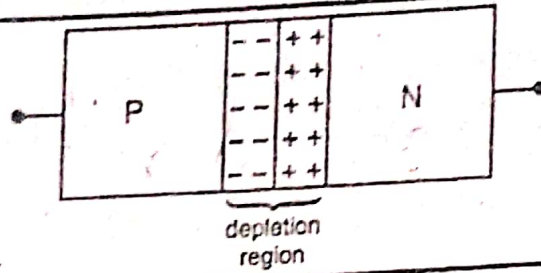 P
N
- - + +
- - + +
- - + +
- - + +
- - + +
depletion
region